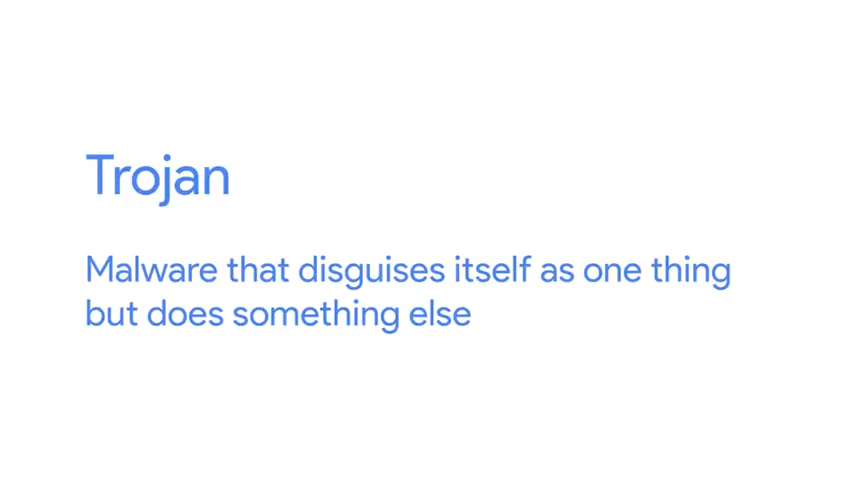 Trojan
Malware that disguises itself as one thing
but does something else